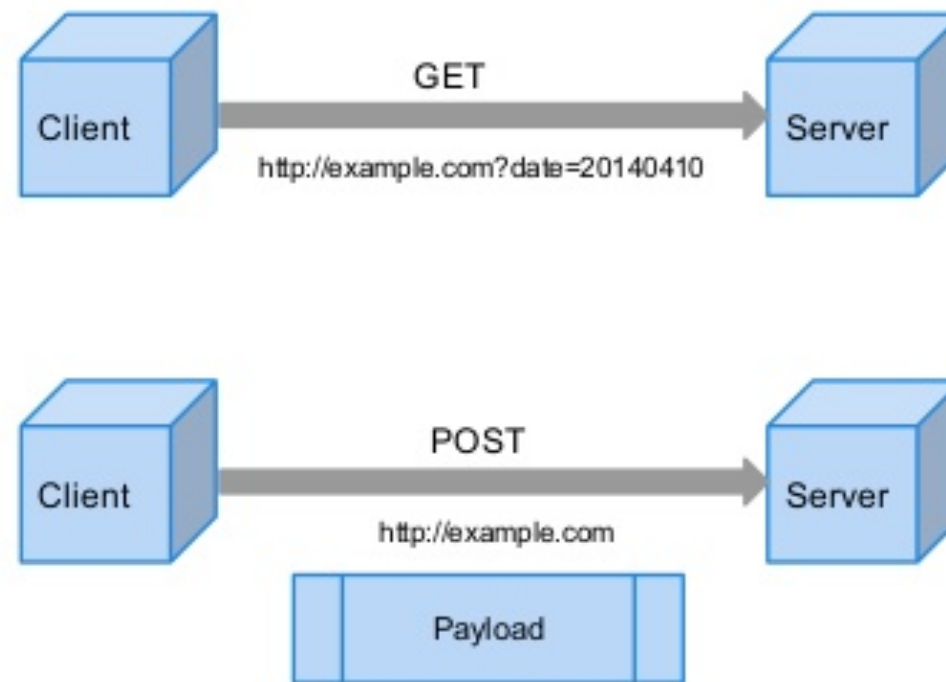 GET
Client
Server
http://example.com?date=20140410
POST
Client
Server
http://example.com
Payload